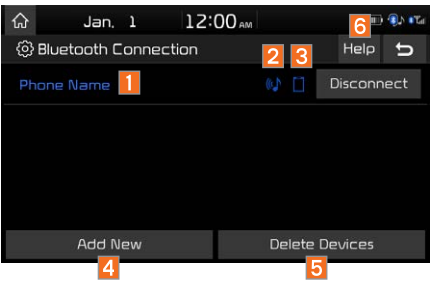 Jan. 1 12:00 AM
6
Bluetooth Connection Help
2 3
Phone Name 1 Disconnect
Add New Delete Devices
4 5